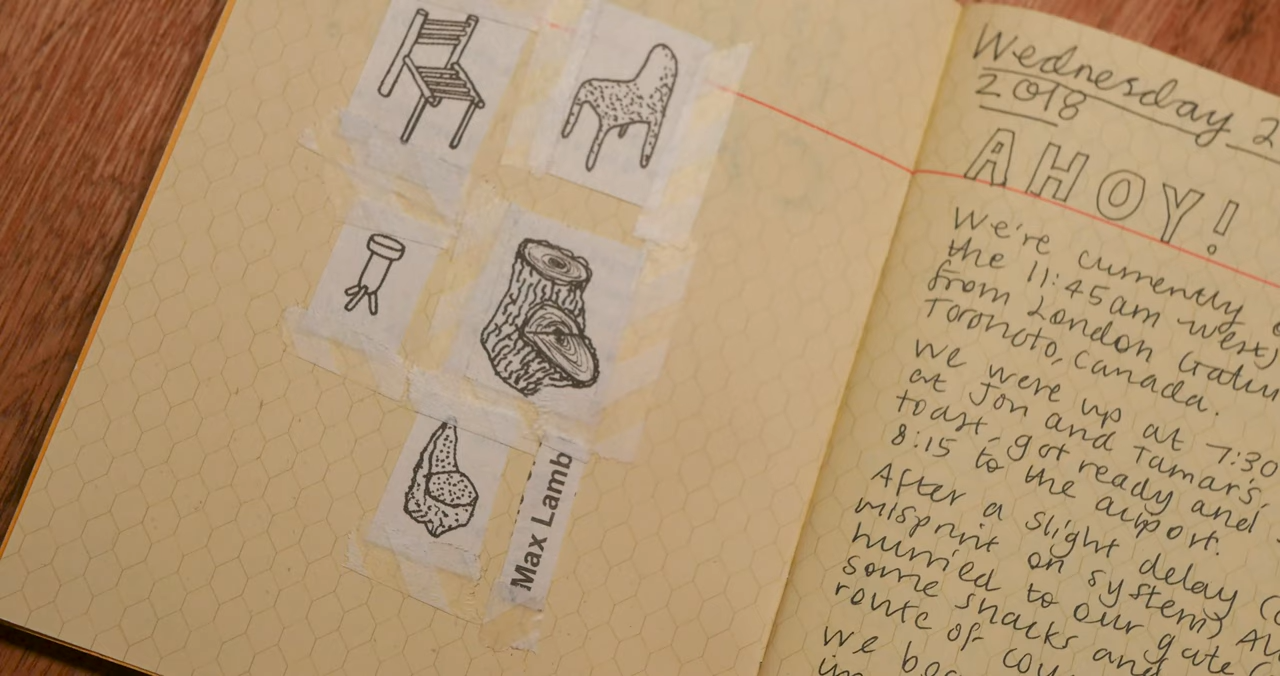 Max Lamb
Wednesday 2
2018
AHOY!
We're currently
the 11:45am West
from London Gatw
Toronto, Canada.
We were up at 7:30
at Jon and Tamar's,
toast, got ready and
8:15 to the airport.
After a slight delay (
misprint on system)
hurried to our gate (
some snacks and
route of
We boa